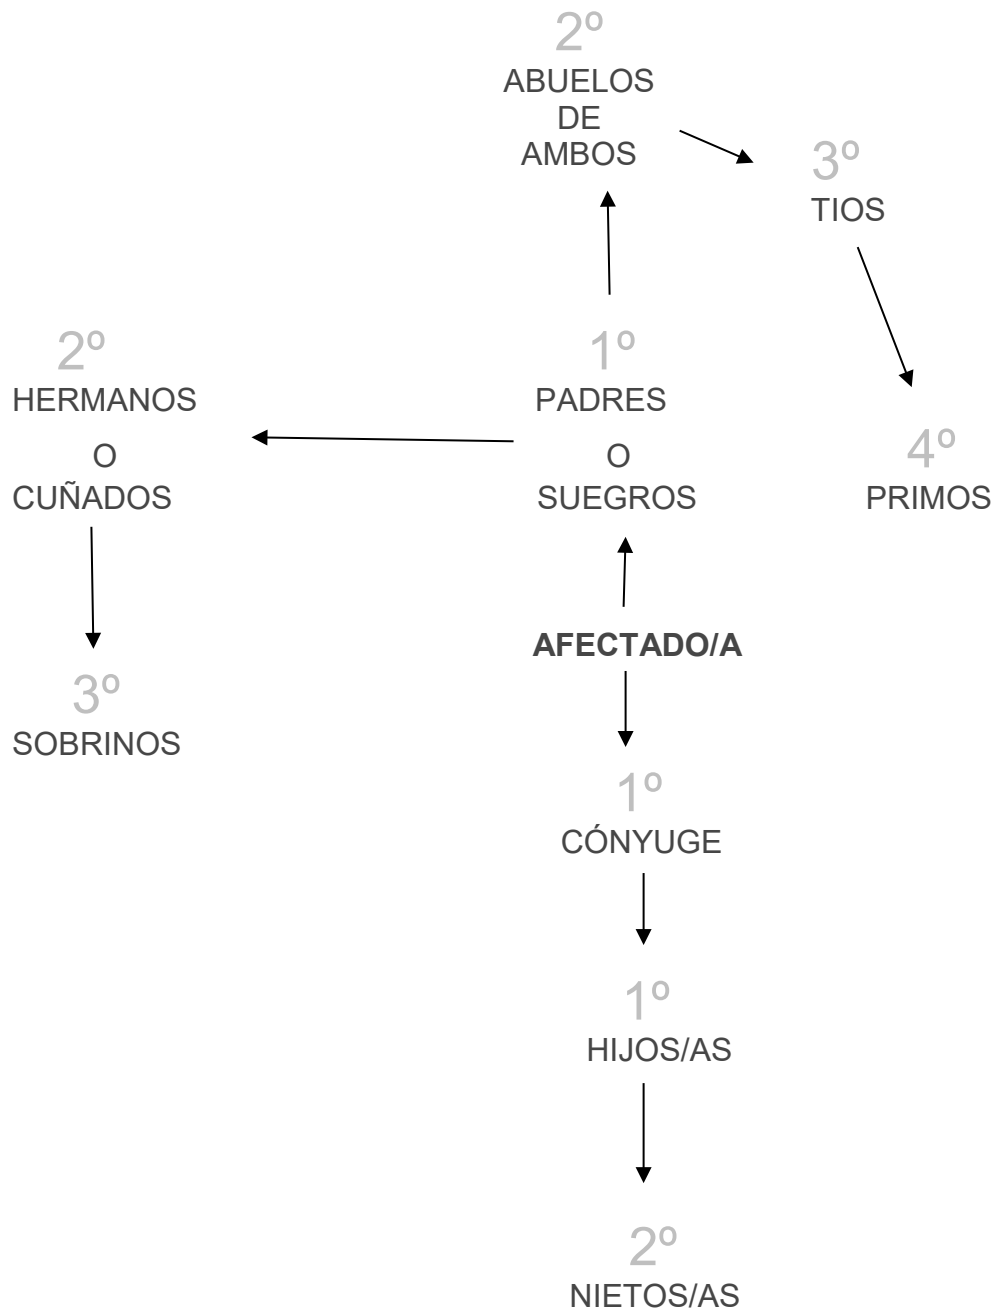 2º
ABUELOS
DE
AMBOS
3º
TIOS
2º
HERMANOS
O
CUÑADOS
1º
PADRES
O
SUEGROS
4º
PRIMOS
AFECTADO/A
3º
SOBRINOS
1º
CÓNYUGE
1º
HIJOS/AS
2º
NIETOS/AS